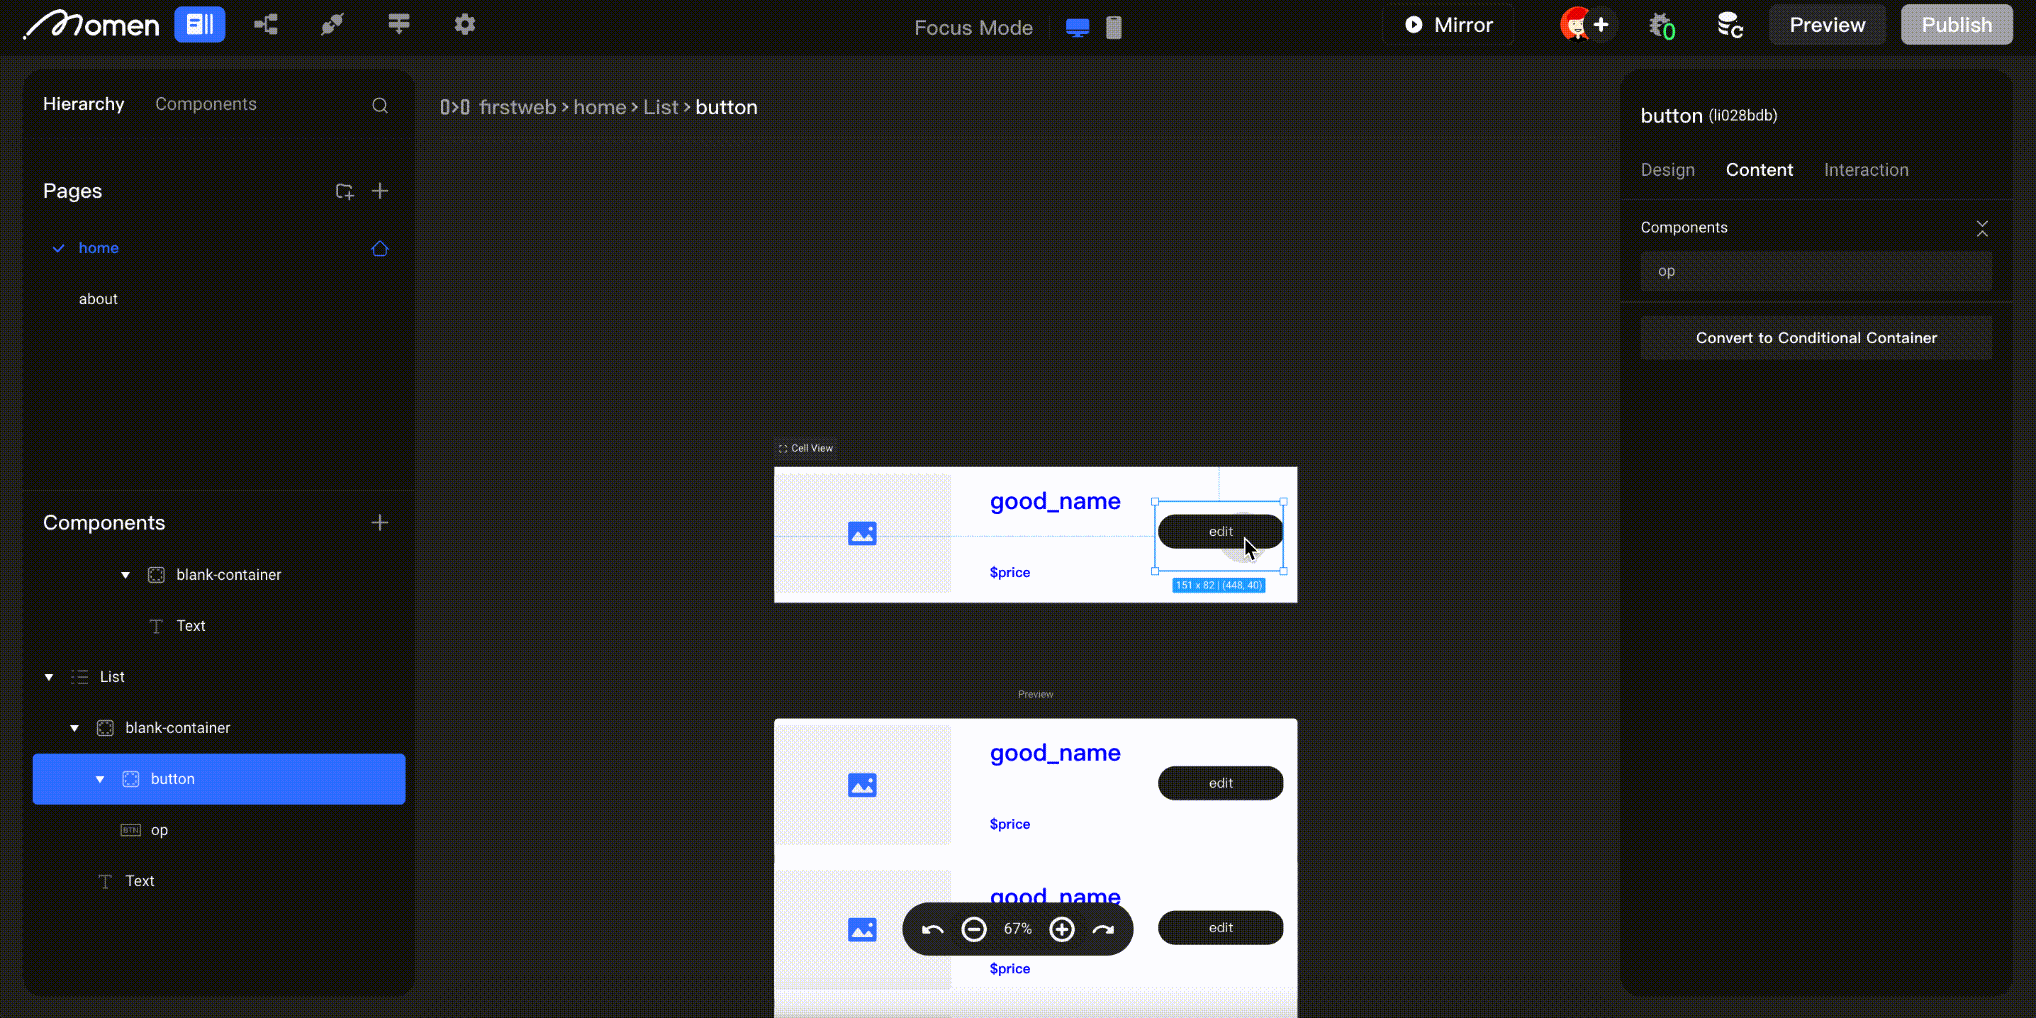 Momen
Focus Mode
Mirror
0
Preview
Publish
Hierarchy
Components
Pages
home
about
Components
blank-container
Text
List
blank-container
button
BTN op
Text
firstweb > home > List > button
Cell View
good_name
$price
edit
151 x 82 | (448, 40)
Preview
good_name
$price
edit
good_name
$price
edit
67%
button (li028bdb)
Design
Content
Interaction
Components
op
Convert to Conditional Container